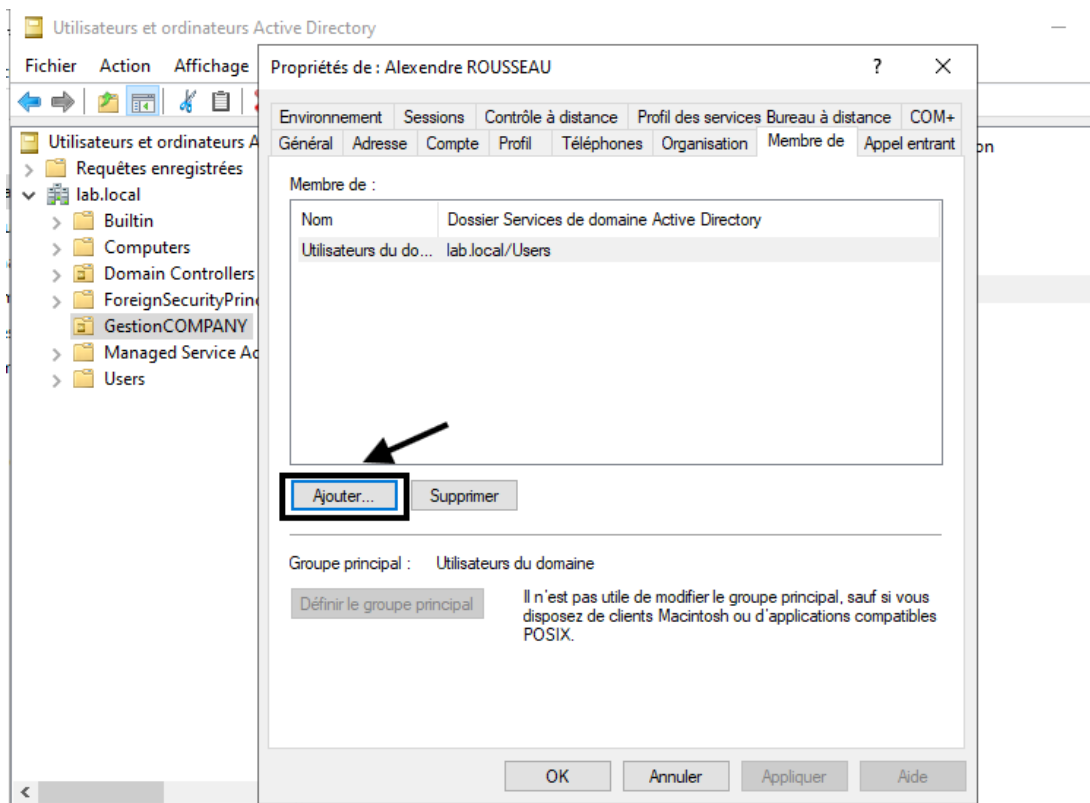 Utilisateurs et ordinateurs Active Directory
Fichier Action Affichage
Propriétés de : Alexendre ROUSSEAU ?
Environnement Sessions Contrôle à distance Profil des services Bureau à distance COM+
Général Adresse Compte Profil Téléphones Organisation Membre de Appel entrant
Utilisateurs et ordinateurs A
Requêtes enregistrées
lab.local
Builtin
Computers
Domain Controllers
ForeignSecurityPrinc
GestionCOMPANY
Managed Service Ac
Users
on
Membre de :
Nom Dossier Services de domaine Active Directory
Utilisateurs du do... lab.local/Users
Ajouter... Supprimer
Groupe principal : Utilisateurs du domaine
Définir le groupe principal
Il n'est pas utile de modifier le groupe principal, sauf si vous
disposez de clients Macintosh ou d'applications compatibles
POSIX.
OK Annuler Appliquer Aide